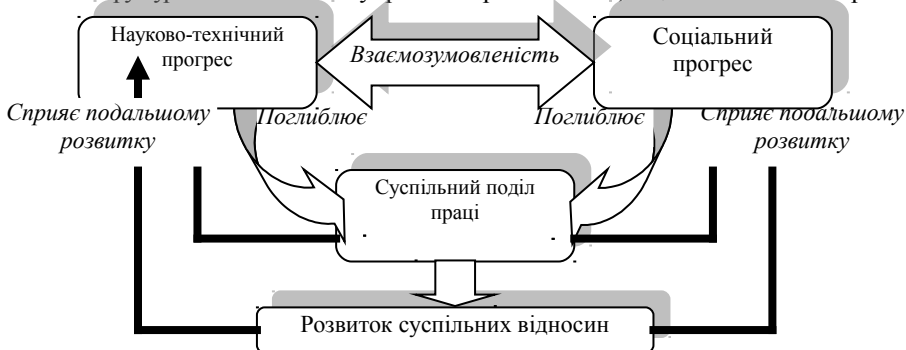 Науково-технічний
прогрес
Взаємозумовленість
Соціальний
прогрес
Сприяє подальшому
розвитку
Поглиблює
Поглиблює
Сприяє подальшому
розвитку
Суспільний поділ
праці
Розвиток суспільних відносин